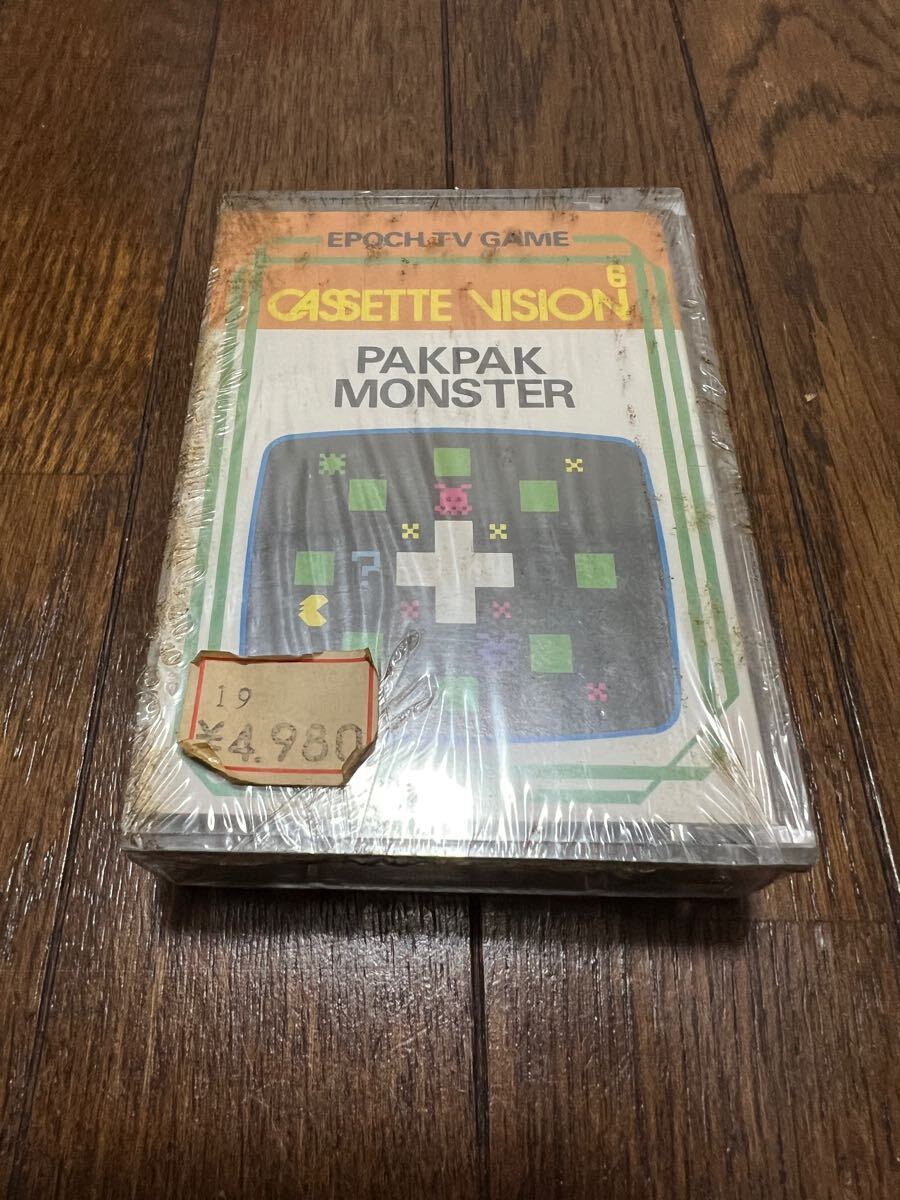 EPOCH TV GAME
6
CASSETTE VISION
PAKPAK
MONSTER
?
19
¥4.980